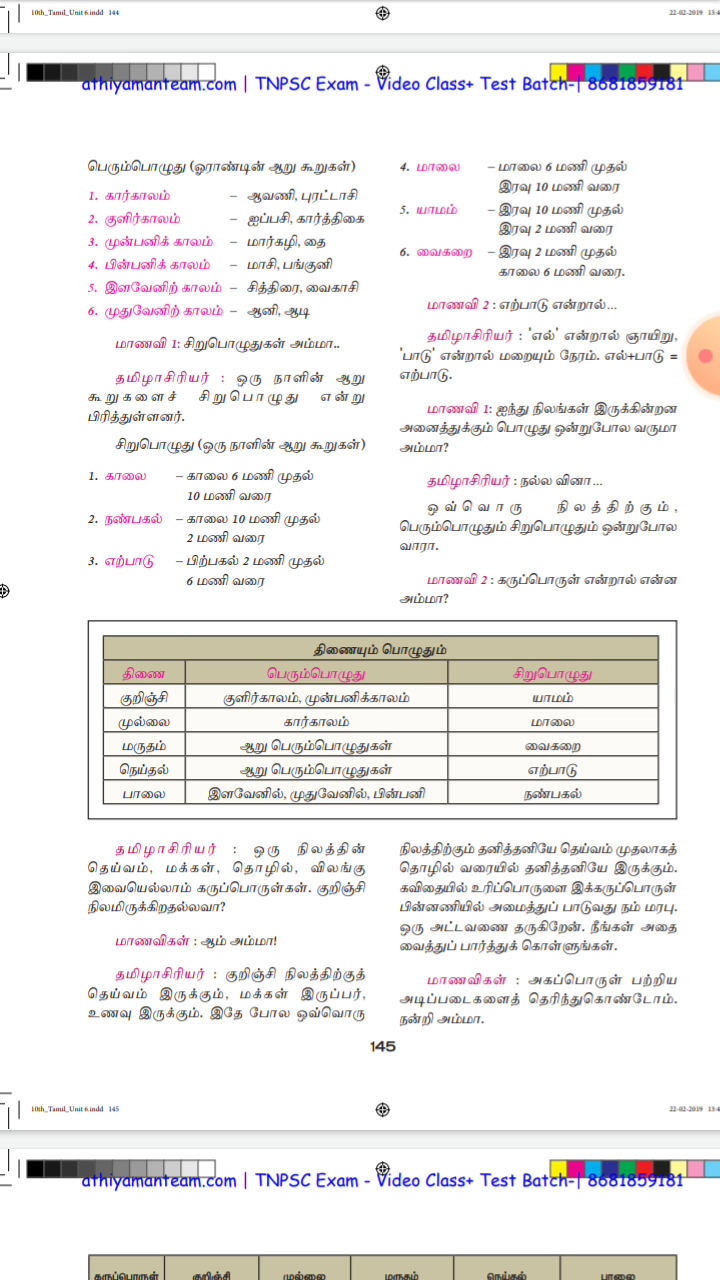 10th_Tamil_Unit 6.indd 144
22-02-2019 13:4
athiyamanteam.com | TNPSC Exam - Video Class+ Test Batch-| 8681859181
பெரும்பொழுது (ஓராண்டின் ஆறு கூறுகள்)
1. கார்காலம் – ஆவணி, புரட்டாசி
2. குளிர்காலம் – ஐப்பசி, கார்த்திகை
3. முன்பனிக் காலம் – மார்கழி, தை
4. பின்பனிக் காலம் – மாசி, பங்குனி
5. இளவேனிற் காலம் – சித்திரை, வைகாசி
6. முதுவேனிற் காலம் – ஆனி, ஆடி
மாணவி 1: சிறுபொழுதுகள் அம்மா..
தமிழாசிரியர் : ஒரு நாளின் ஆறு
கூறுகளைச் சிறுபொழுது என்று
பிரித்துள்ளனர்.
சிறுபொழுது (ஒரு நாளின் ஆறு கூறுகள்)
1. காலை – காலை 6 மணி முதல்
10 மணி வரை
2. நண்பகல் – காலை 10 மணி முதல்
2 மணி வரை
3. எற்பாடு – பிற்பகல் 2 மணி முதல்
6 மணி வரை
4. மாலை – மாலை 6 மணி முதல்
இரவு 10 மணி வரை
5. யாமம் – இரவு 10 மணி முதல்
இரவு 2 மணி வரை
6. வைகறை – இரவு 2 மணி முதல்
காலை 6 மணி வரை.
மாணவி 2 : எற்பாடு என்றால்...
தமிழாசிரியர் : 'எல்' என்றால் ஞாயிறு,
'பாடு' என்றால் மறையும் நேரம். எல்+பாடு =
எற்பாடு.
மாணவி 1: ஐந்து நிலங்கள் இருக்கின்றன
அனைத்துக்கும் பொழுது ஒன்றுபோல வருமா
அம்மா?
தமிழாசிரியர் : நல்ல வினா...
ஒவ்வொரு நிலத்திற்கும்,
பெரும்பொழுதும் சிறுபொழுதும் ஒன்றுபோல
வாரா.
மாணவி 2 : கருப்பொருள் என்றால் என்ன
அம்மா?
திணையும் பொழுதும்
திணை பெரும்பொழுது சிறுபொழுது
குறிஞ்சி குளிர்காலம், முன்பனிக்காலம் யாமம்
முல்லை கார்காலம் மாலை
மருதம் ஆறு பெரும்பொழுதுகள் வைகறை
நெய்தல் ஆறு பெரும்பொழுதுகள் எற்பாடு
பாலை இளவேனில், முதுவேனில், பின்பனி நண்பகல்
தமிழாசிரியர் : ஒரு நிலத்தின்
தெய்வம், மக்கள், தொழில், விலங்கு
இவையெல்லாம் கருப்பொருள்கள். குறிஞ்சி
நிலமிருக்கிறதல்லவா?
மாணவிகள் : ஆம் அம்மா!
தமிழாசிரியர் : குறிஞ்சி நிலத்திற்குத்
தெய்வம் இருக்கும், மக்கள் இருப்பர்,
உணவு இருக்கும். இதே போல ஒவ்வொரு
நிலத்திற்கும் தனித்தனியே தெய்வம் முதலாகத்
தொழில் வரையில் தனித்தனியே இருக்கும்.
கவிதையில் உரிப்பொருளை இக்கருப்பொருள்
பின்னணியில் அமைத்துப் பாடுவது நம் மரபு.
ஒரு அட்டவணை தருகிறேன். நீங்கள் அதை
வைத்துப் பார்த்துக் கொள்ளுங்கள்.
மாணவிகள் : அகப்பொருள் பற்றிய
அடிப்படைகளைத் தெரிந்துகொண்டோம்.
நன்றி அம்மா.
145
10th_Tamil_Unit 6.indd 145
22-02-2019 13:4
athiyamanteam.com | TNPSC Exam - Video Class+ Test Batch-| 8681859181
கருப்பொருள் குறிஞ்சி முல்லை மருதம் நெய்தல் பாலை